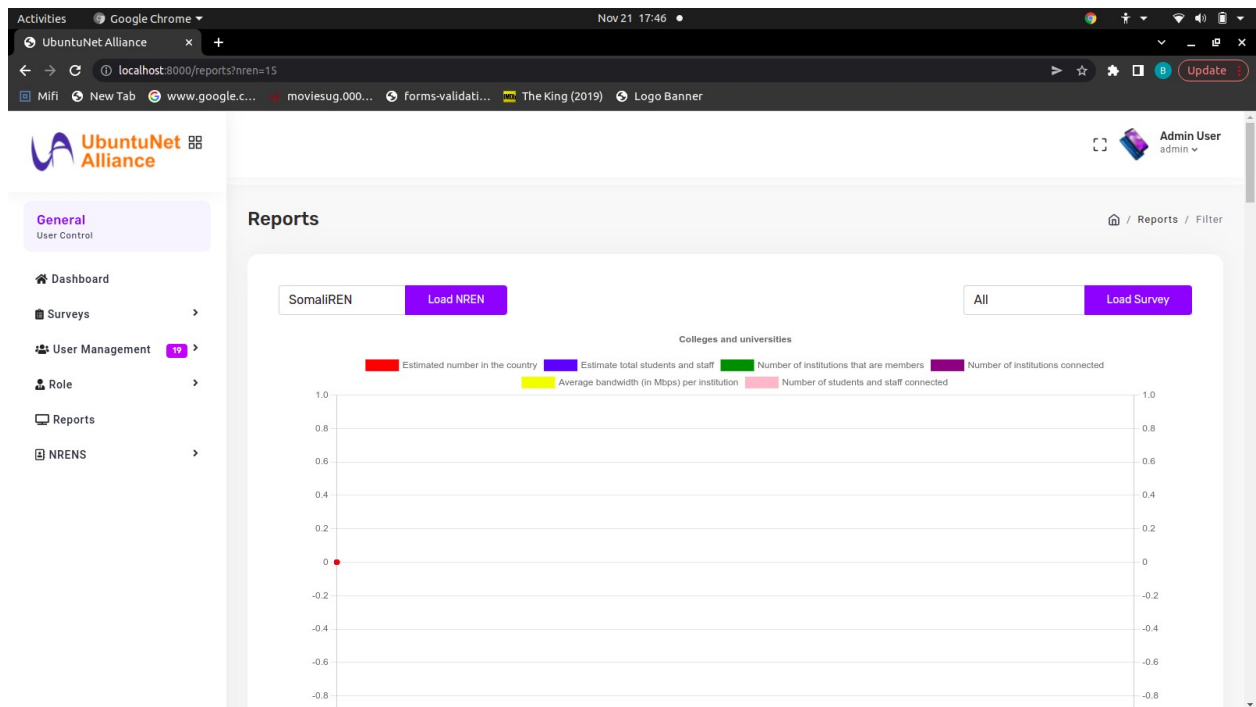 Activities Google Chrome Nov 21 17:46
UbuntuNet Alliance × +
localhost:8000/reports?nren=15 B Update
Mifi New Tab www.google.c... moviesug.000... forms-validati... IMDb The King (2019) Logo Banner
UbuntuNet
Alliance
Admin User
admin
General
User Control
Reports
/ Reports / Filter
Dashboard
Surveys
User Management 19
Role
Reports
NRENS
SomaliREN Load NREN All Load Survey
Colleges and universities
Estimated number in the country Estimate total students and staff Number of institutions that are members Number of institutions connected
Average bandwidth (in Mbps) per institution Number of students and staff connected
1.0 1.0
0.8 0.8
0.6 0.6
0.4 0.4
0.2 0.2
0 0
-0.2 -0.2
-0.4 -0.4
-0.6 -0.6
-0.8 -0.8